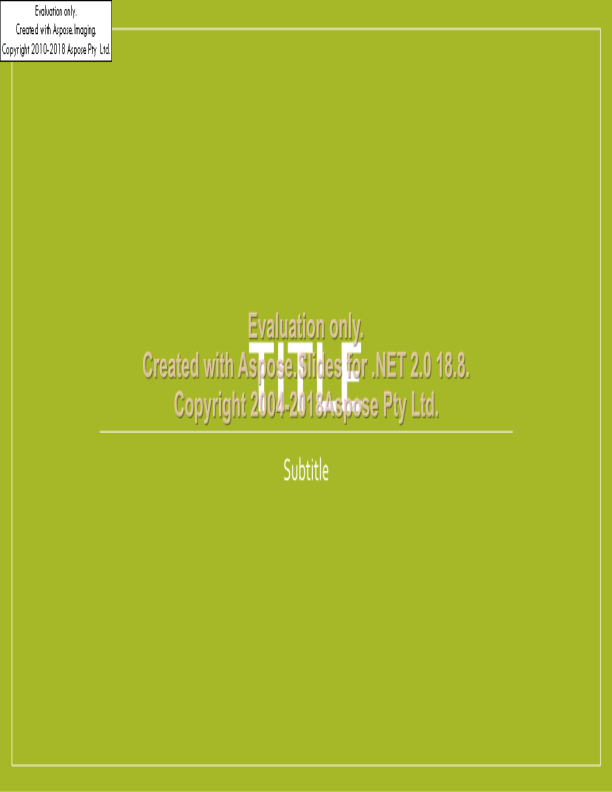 Evaluation only.
Created with Aspose.Imaging.
Copyright 2010-2018 Aspose Pty Ltd.
Evaluation only.
Created with Aspose.Slides for .NET 2.0 18.8.
Copyright 2004-2018Aspose Pty Ltd.
TITLE
Subtitle